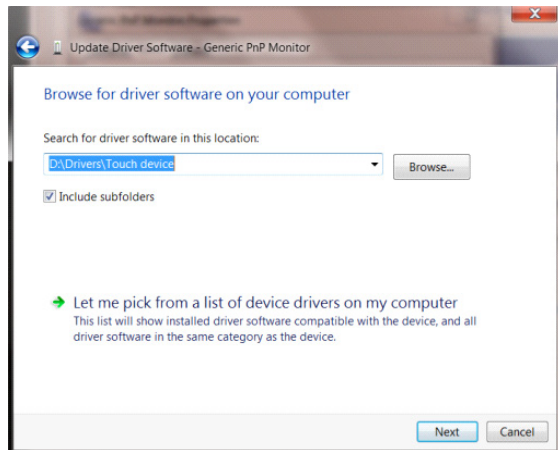 Update Driver Software - Generic PnP Monitor
Browse for driver software on your computer
Search for driver software in this location:
D:\Drivers\Touch device
Browse...
Include subfolders
Let me pick from a list of device drivers on my computer
This list will show installed driver software compatible with the device, and all
driver software in the same category as the device.
Next
Cancel